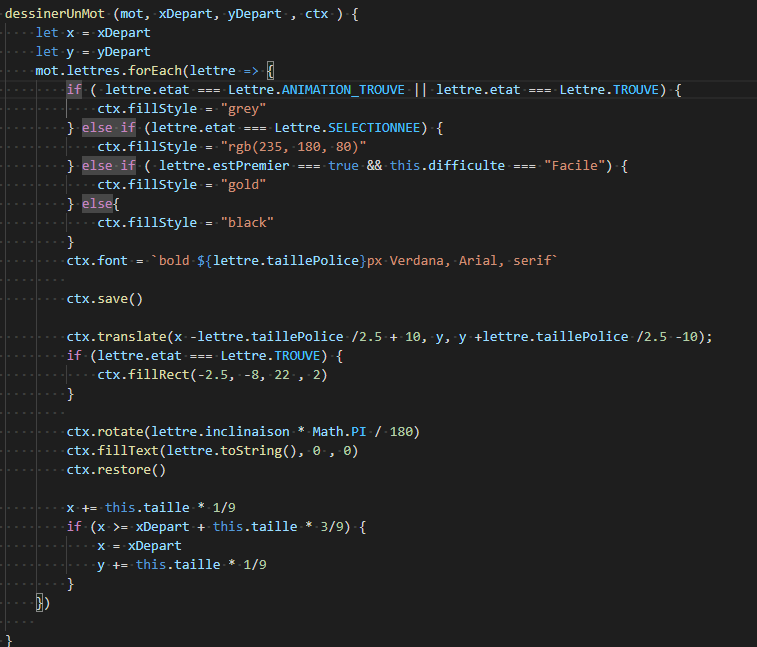 dessinerUnMot (mot, xDepart, yDepart , ctx ) {
let x = xDepart
let y = yDepart
mot.lettres.forEach(lettre => {
if ( lettre.etat === Lettre.ANIMATION_TROUVE || lettre.etat === Lettre.TROUVE) {
ctx.fillStyle = "grey"
} else if (lettre.etat === Lettre.SELECTIONNEE) {
ctx.fillStyle = "rgb(235, 180, 80)"
} else if ( lettre.estPremier === true && this.difficulte === "Facile") {
ctx.fillStyle = "gold"
} else{
ctx.fillStyle = "black"
}
ctx.font = `bold ${lettre.taillePolice}px Verdana, Arial, serif`
ctx.save()
ctx.translate(x -lettre.taillePolice /2.5 + 10, y, y +lettre.taillePolice /2.5 -10);
if (lettre.etat === Lettre.TROUVE) {
ctx.fillRect(-2.5, -8, 22 , 2)
}
ctx.rotate(lettre.inclinaison * Math.PI / 180)
ctx.fillText(lettre.toString(), 0 , 0)
ctx.restore()
x += this.taille * 1/9
if (x >= xDepart + this.taille * 3/9) {
x = xDepart
y += this.taille * 1/9
}
})
}